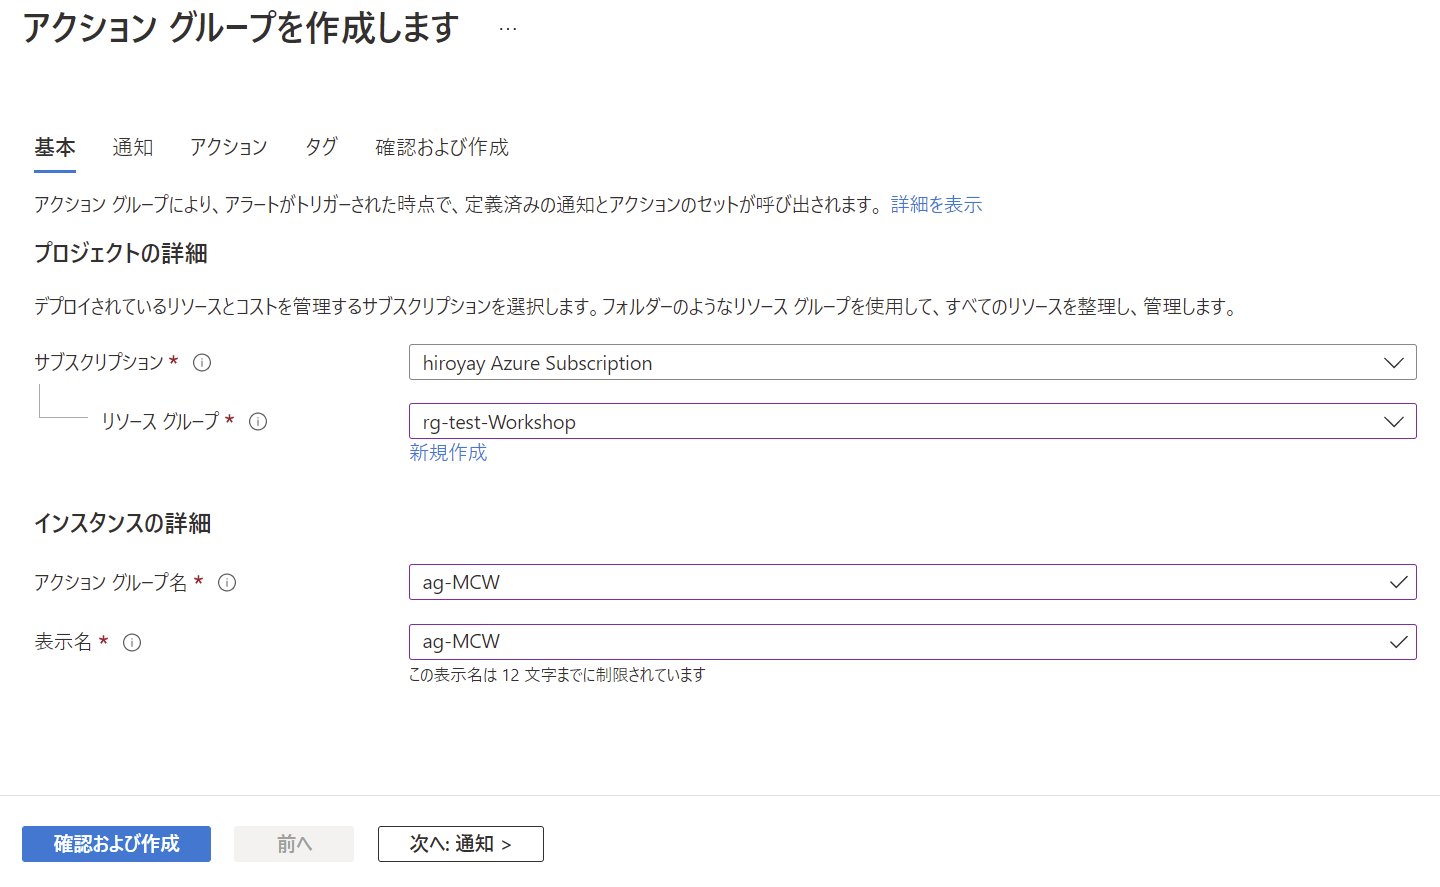 アクション グループを作成します …
基本 通知 アクション タグ 確認および作成
アクション グループにより、アラートがトリガーされた時点で、定義済みの通知とアクションのセットが呼び出されます。 詳細を表示
プロジェクトの詳細
デプロイされているリソースとコストを管理するサブスクリプションを選択します。フォルダーのようなリソース グループを使用して、すべてのリソースを整理し、管理します。
サブスクリプション * hiroyay Azure Subscription
リソース グループ * rg-test-Workshop
新規作成
インスタンスの詳細
アクション グループ名 * ag-MCW
表示名 * ag-MCW
この表示名は 12 文字までに制限されています
確認および作成 前へ 次へ: 通知 >